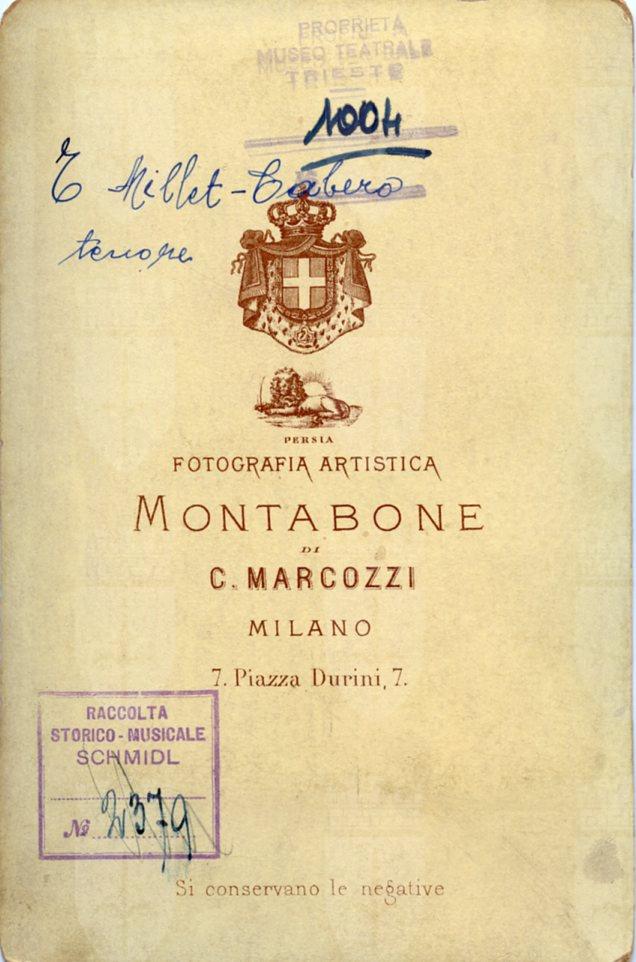 PROPRIETÀ
MUSEO TEATRALE
TRIESTE
1004
E Millet-Cabero
tenore
PERSIA
FOTOGRAFIA ARTISTICA
MONTABONE
DI
C. MARCOZZI
MILANO
7. Piazza Durini, 7.
RACCOLTA
STORICO-MUSICALE
SCHMIDL
№ 2379
Si conservano le negative